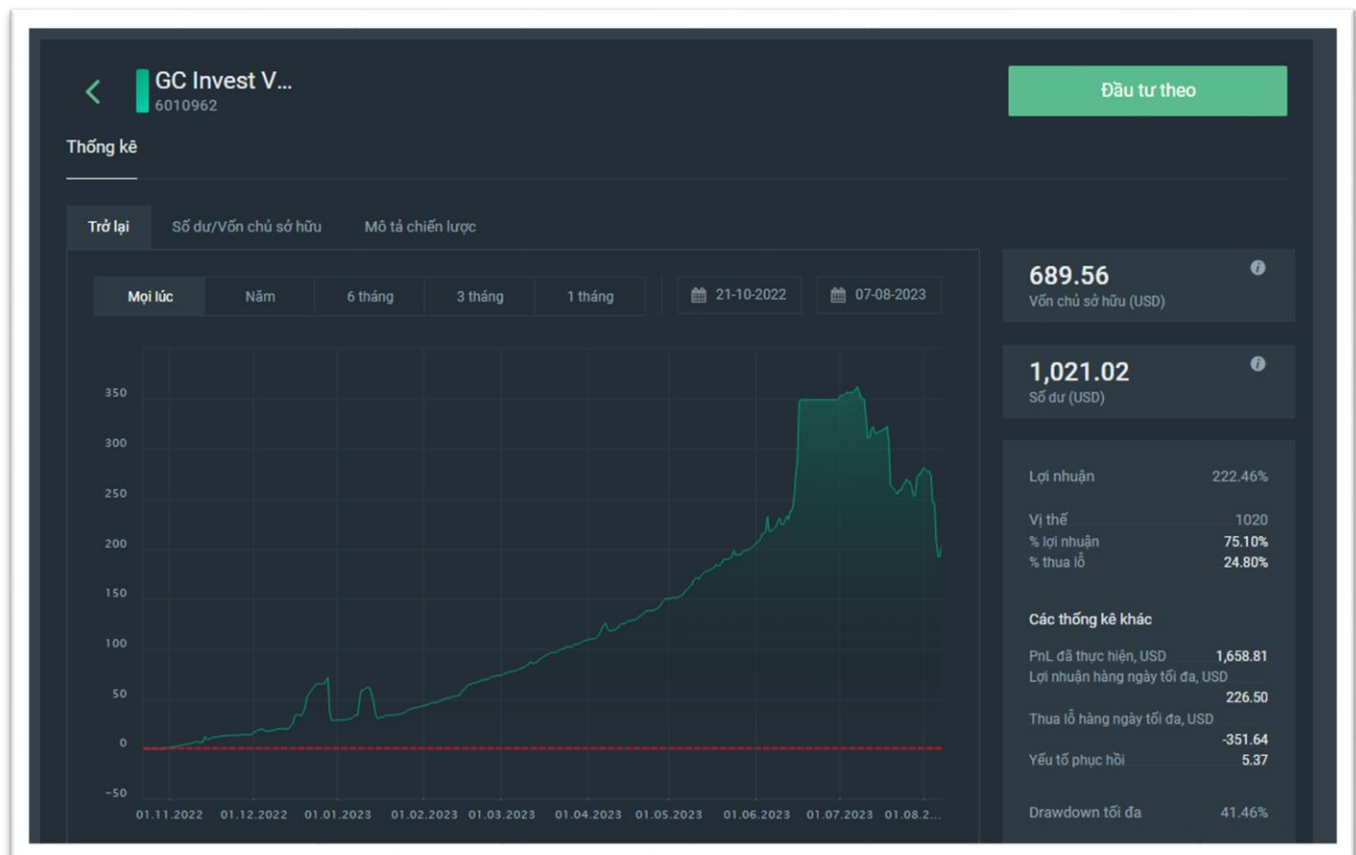 GC Invest V...
6010962
Đầu tư theo
Thống kê
Trở lại Số dư/Vốn chủ sở hữu Mô tả chiến lược
Mọi lúc Năm 6 tháng 3 tháng 1 tháng 21-10-2022 07-08-2023
350
300
250
200
150
100
50
0
-50
01.11.2022 01.12.2022 01.01.2023 01.02.2023 01.03.2023 01.04.2023 01.05.2023 01.06.2023 01.07.2023 01.08.2...
689.56
Vốn chủ sở hữu (USD)
1,021.02
Số dư (USD)
Lợi nhuận 222.46%
Vị thế 1020
% lợi nhuận 75.10%
% thua lỗ 24.80%
Các thống kê khác
PnL đã thực hiện, USD 1,658.81
Lợi nhuận hàng ngày tối đa, USD
226.50
Thua lỗ hàng ngày tối đa, USD
-351.64
Yếu tố phục hồi 5.37
Drawdown tối đa 41.46%